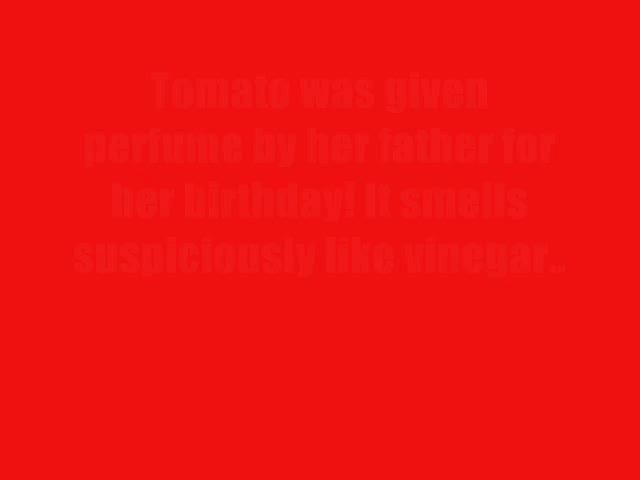 Tomato was given
perfume by her father for
her birthday! It smells
suspiciously like vinegar..